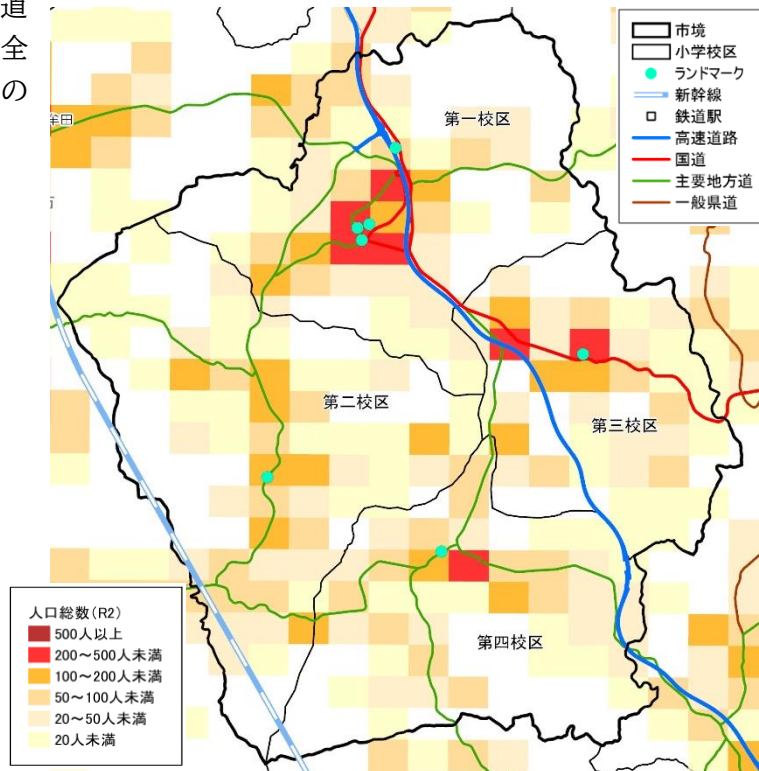 道
全
の
牟田
第一校区
第二校区
第三校区
第四校区
市境
小学校区
ランドマーク
新幹線
鉄道駅
高速道路
国道
主要地方道
一般県道
人口総数(R2)
500人以上
200~500人未満
100~200人未満
50~100人未満
20~50人未満
20人未満